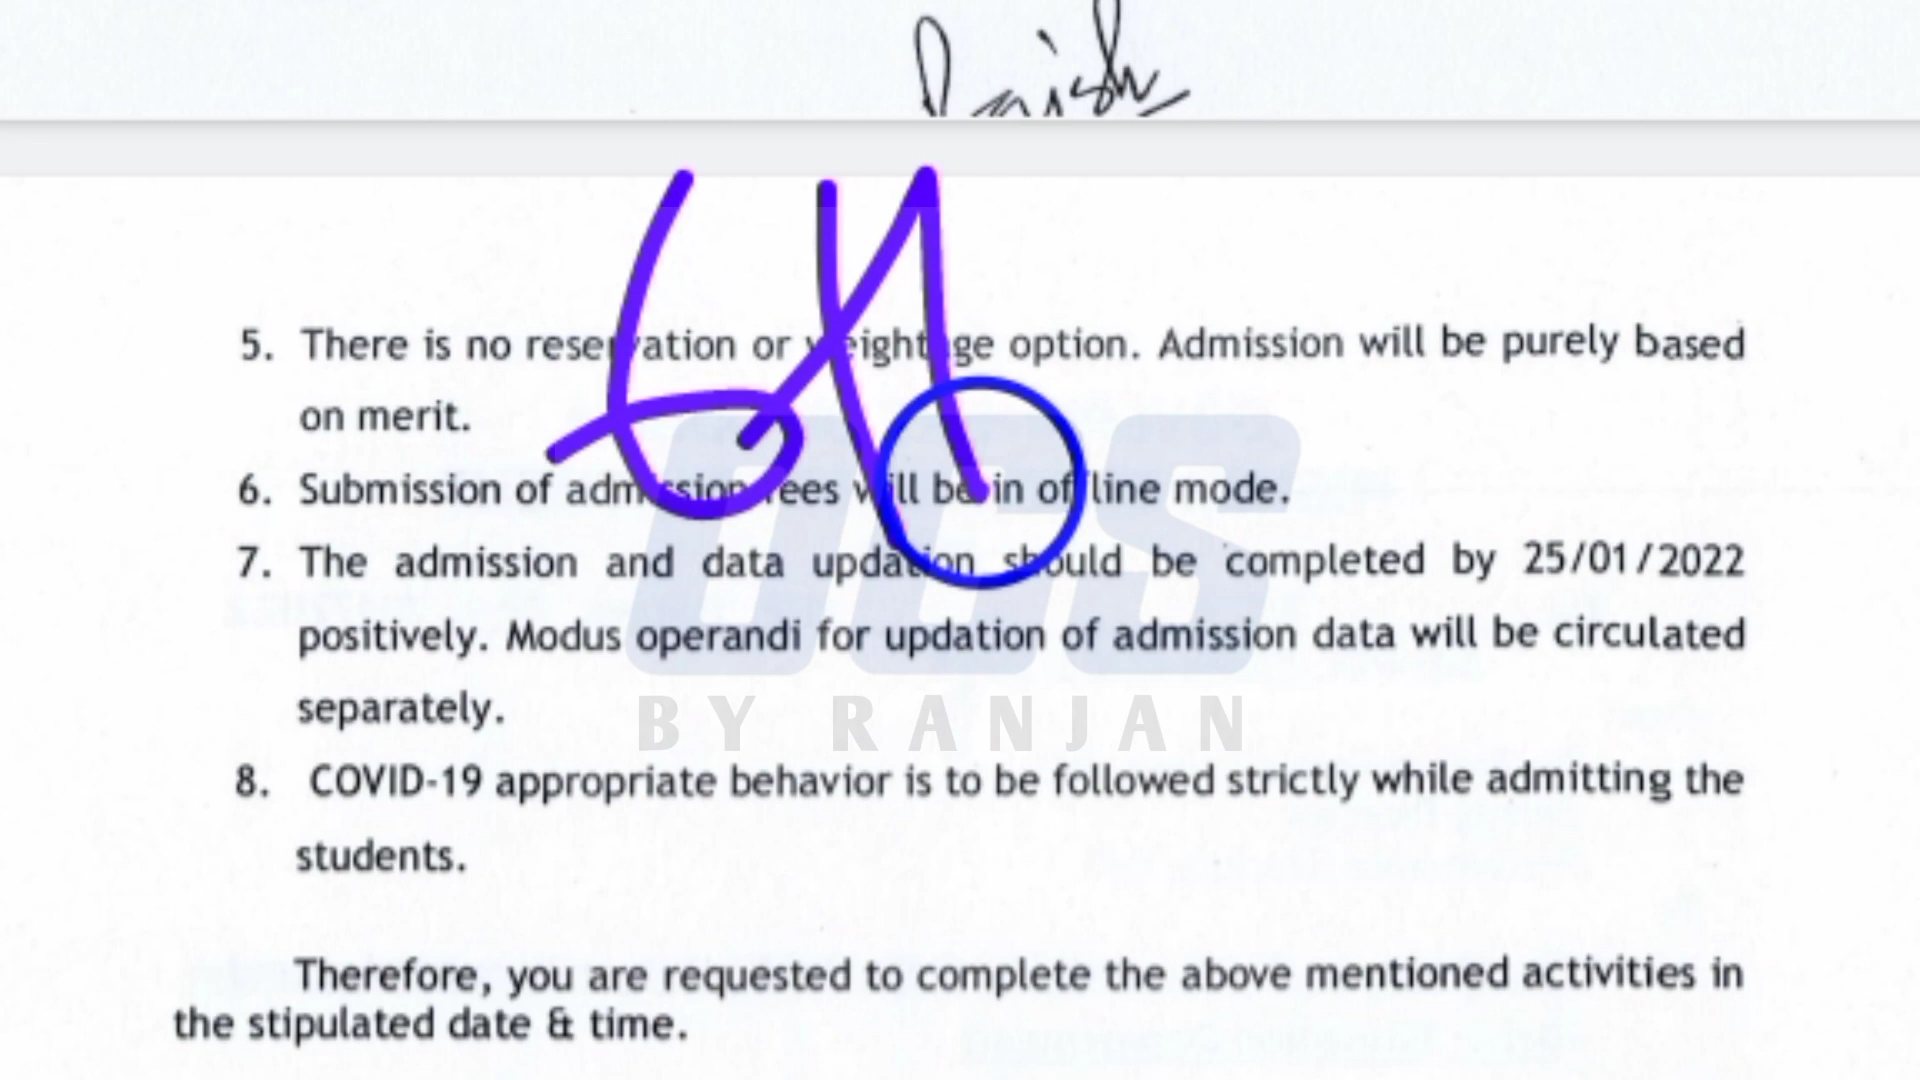 5. There is no reservation or weightage option. Admission will be purely based
on merit.
6. Submission of admission fees will be in offline mode.
7. The admission and data updation should be completed by 25/01/2022
positively. Modus operandi for updation of admission data will be circulated
separately.
8. COVID-19 appropriate behavior is to be followed strictly while admitting the
students.
Therefore, you are requested to complete the above mentioned activities in
the stipulated date & time.
OCS
BY RANJAN